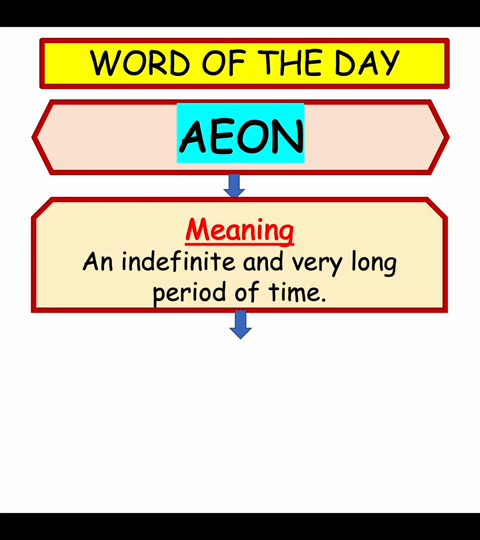 WORD OF THE DAY
AEON
Meaning
An indefinite and very long
period of time.